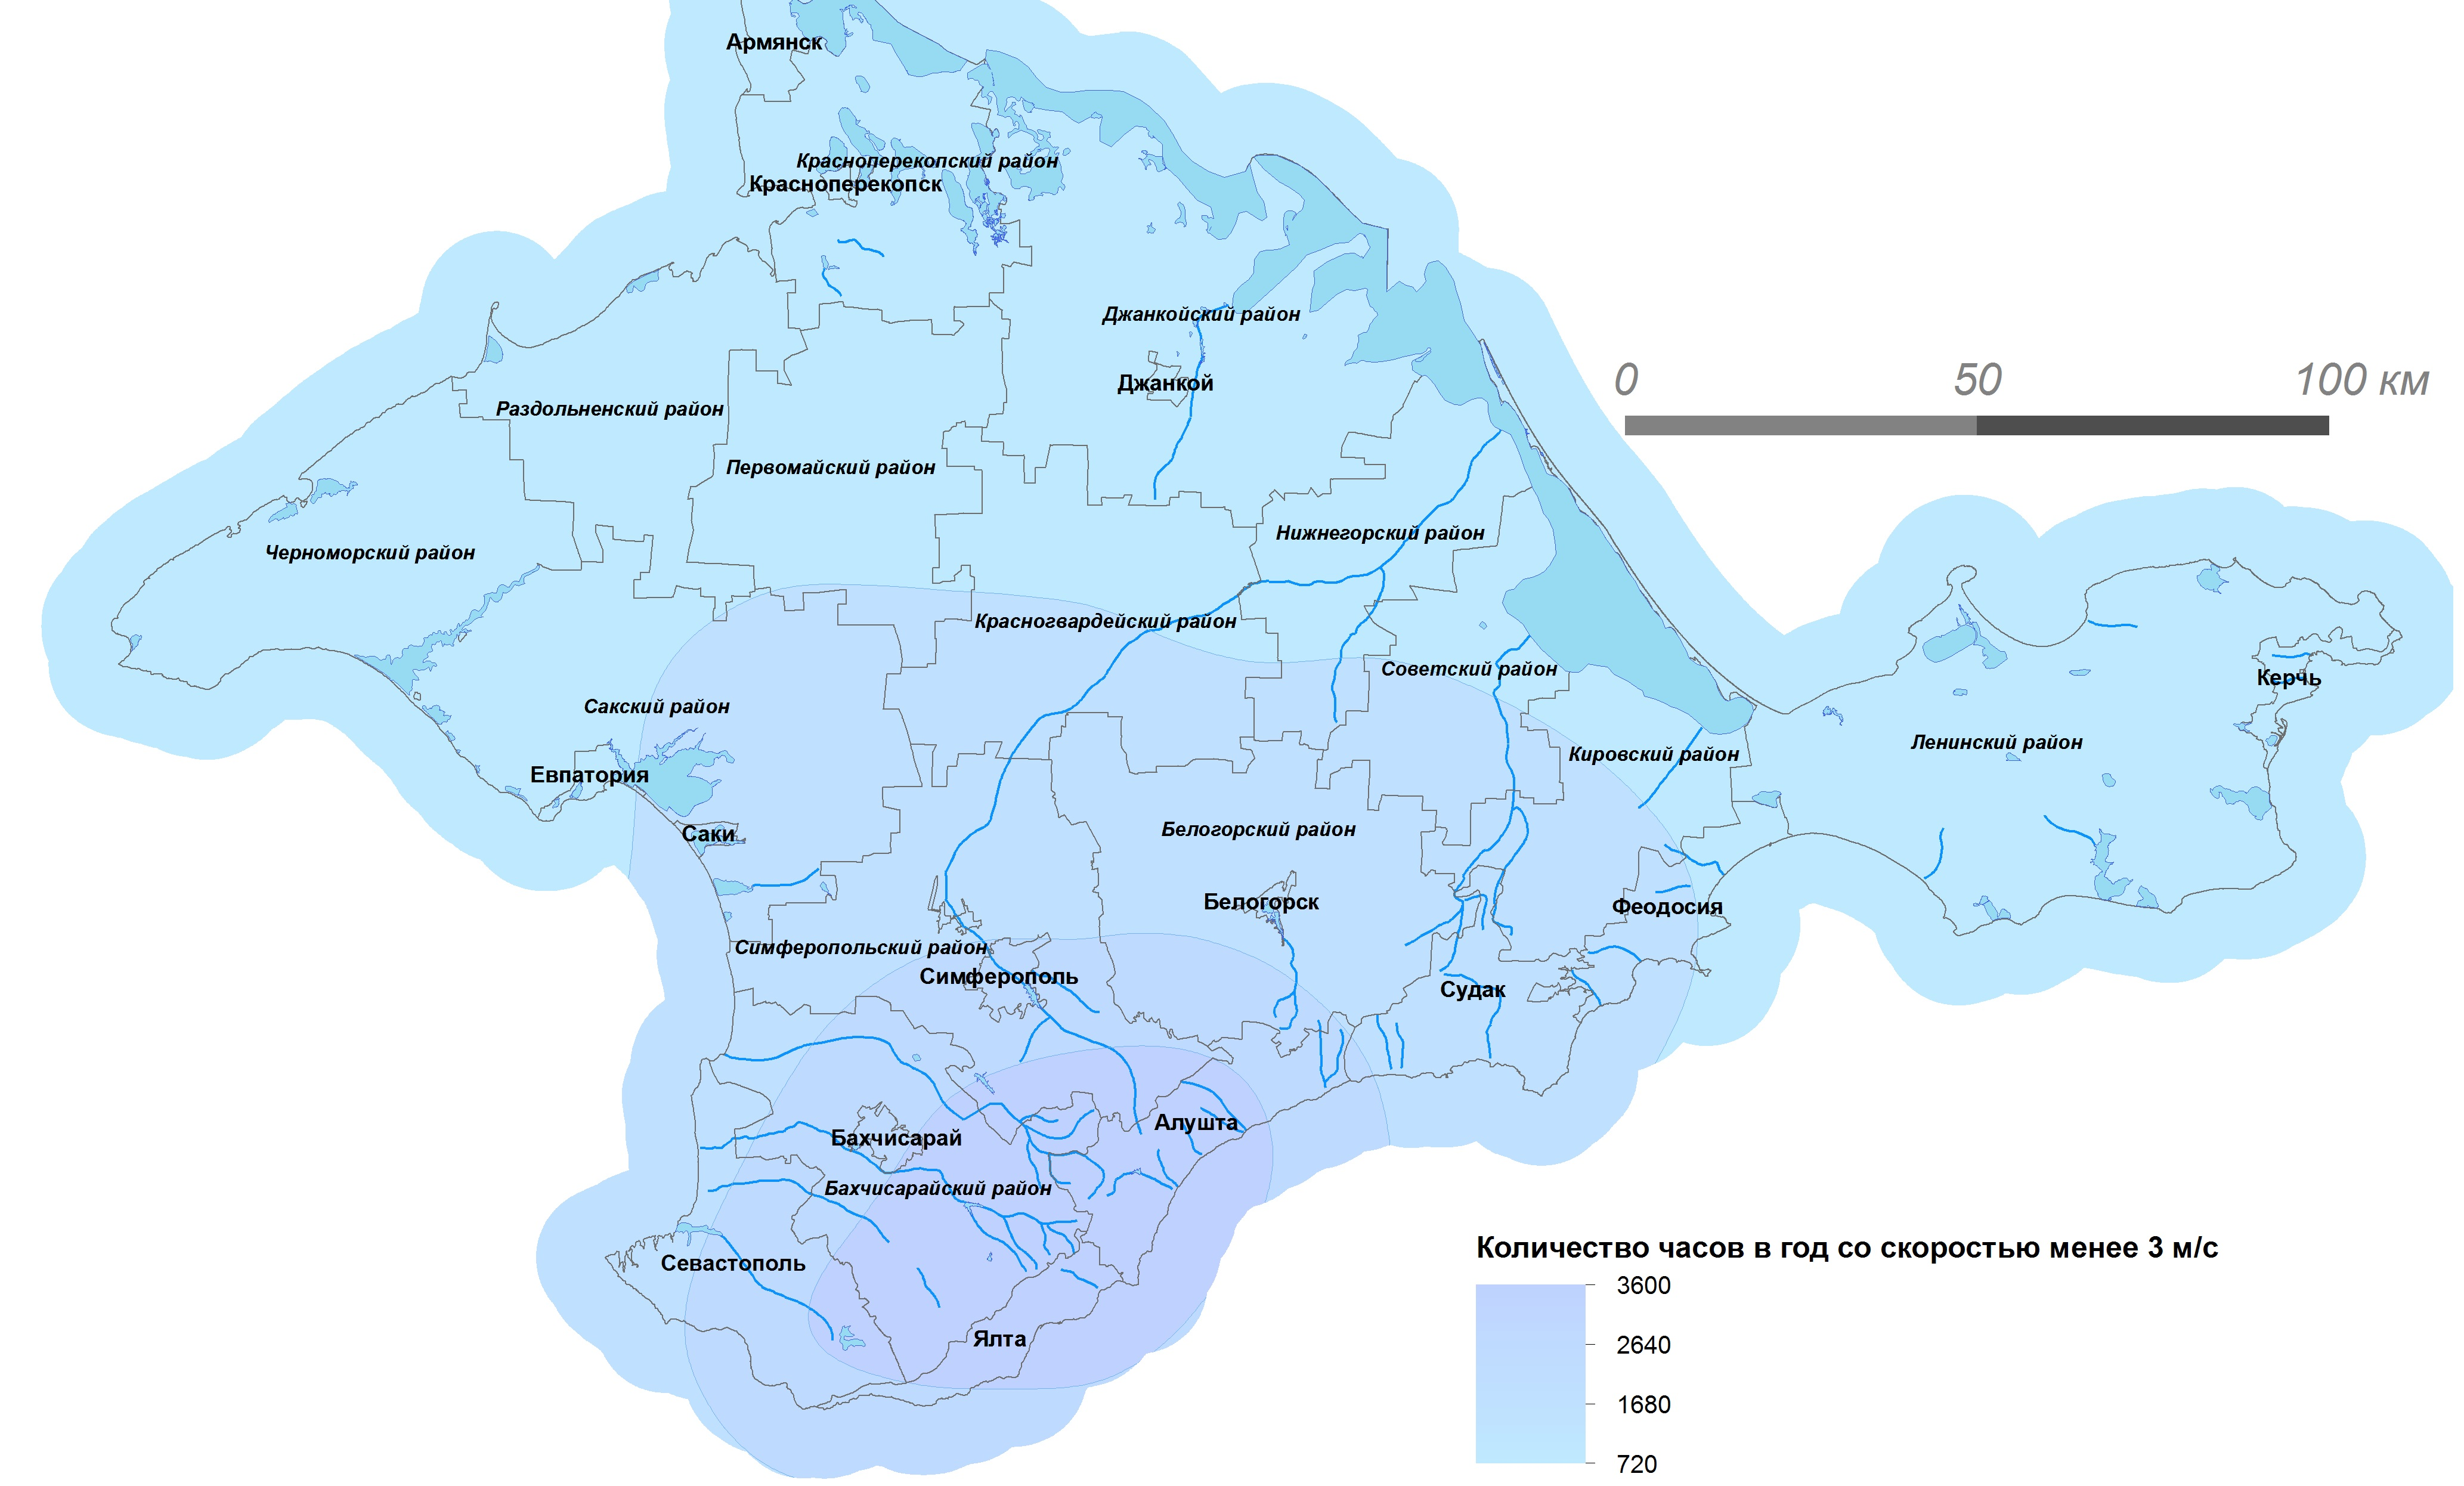 Армянск
Красноперекопский район
Красноперекопск
Джанкойский район
0
50
100 км
Джанкой
Раздольненский район
Первомайский район
Нижнегорский район
Черноморский район
Красногвардейский район
Советский район
Керчь
Сакский район
Ленинский район
Кировский район
Евпатория
Саки
Белогорский район
Белогорск
Феодосия
Симферопольский район
Симферополь
Судак
Алушта
Бахчисарай
Бахчисарайский район
Севастополь
Ялта
Количество часов в год со скоростью менее 3 м/с
3600
2640
1680
720